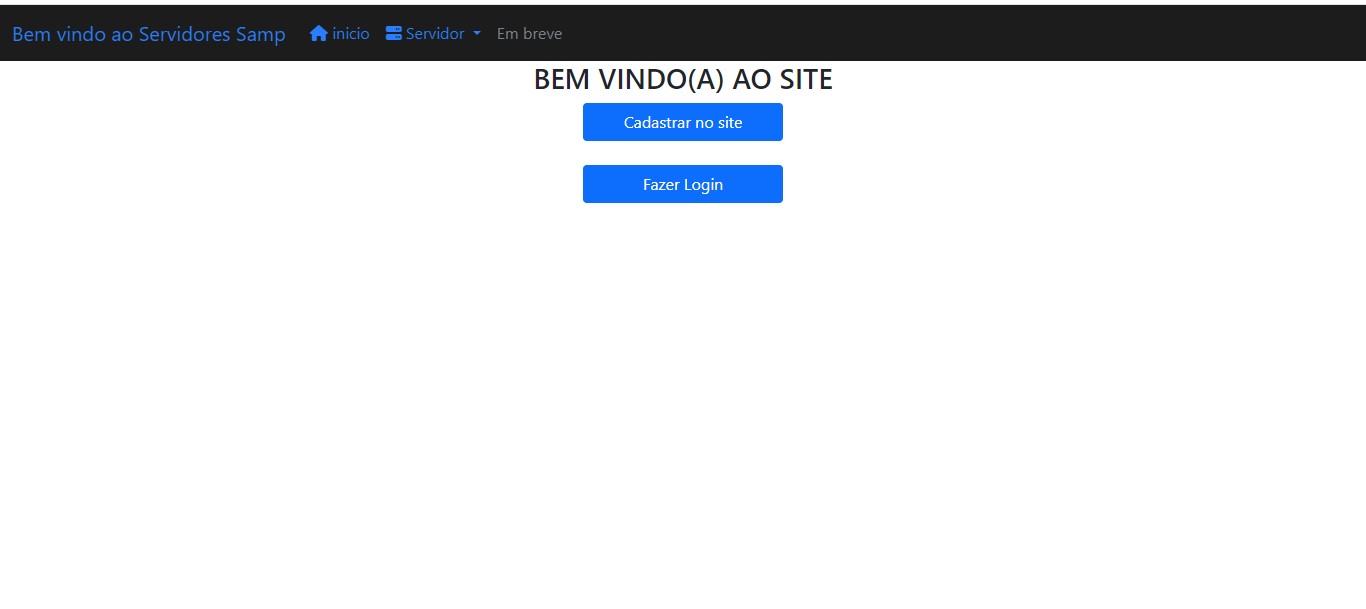 Bem vindo ao Servidores Samp inicio Servidor Em breve
BEM VINDO(A) AO SITE
Cadastrar no site
Fazer Login